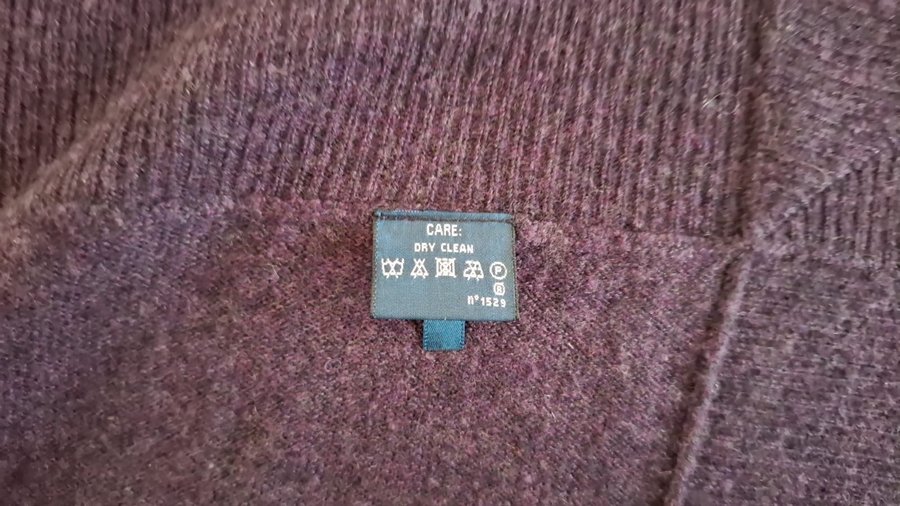 CARE:
DRY CLEAN
P
R
n° 1529